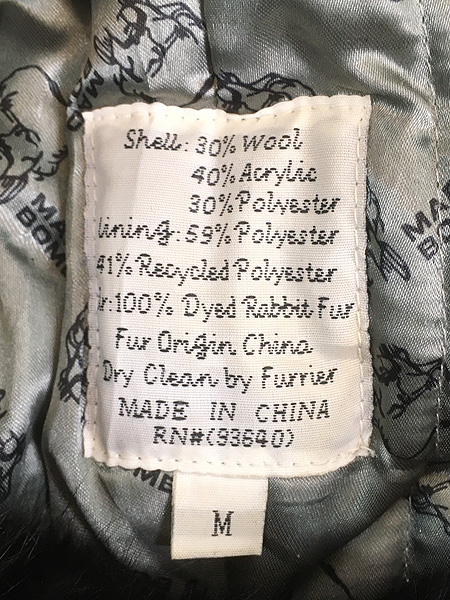 Shell: 30% Wool
40% Acrylic
30% Polyester
Lining: 59% Polyester
41% Recycled Polyester
r:100% Dyed Rabbit Fur
Fur Origin China
Dry Clean by Furrier
MADE IN CHINA
RN#(93640)
M